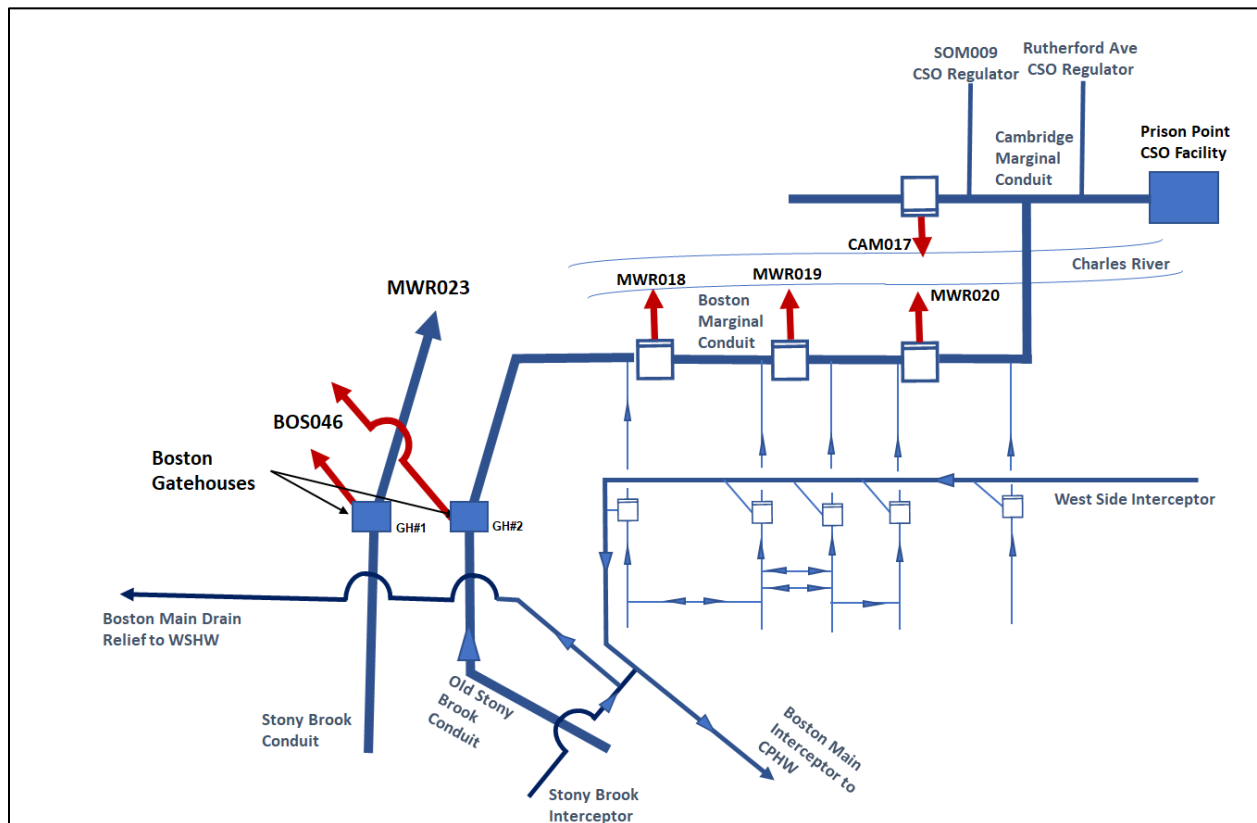 SOM009
CSO Regulator
Rutherford Ave
CSO Regulator
Cambridge
Marginal
Conduit
Prison Point
CSO Facility
CAM017
Charles River
MWR023
MWR018
MWR019
MWR020
Boston
Marginal
Conduit
BOS046
Boston
Gatehouses
GH#1
GH#2
West Side Interceptor
Boston Main Drain
Relief to WSHW
Stony Brook
Conduit
Old Stony
Brook
Conduit
Stony Brook
Interceptor
Boston Main
Interceptor to
CPHW